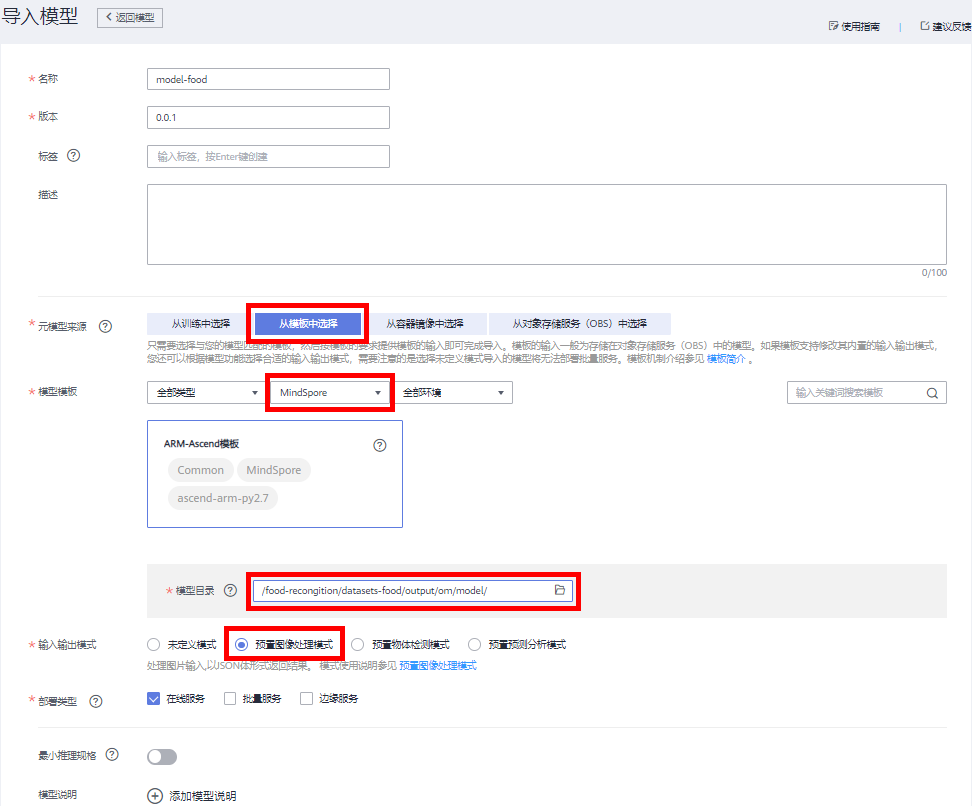 导入模型
返回模型
使用指南
建议反馈
* 名称
model-food
* 版本
0.0.1
标签
输入标签，按Enter键创建
描述
0/100
* 元模型来源
从训练中选择 从模板中选择 从容器镜像中选择 从对象存储服务（OBS）中选择
只需要选择与您的模型匹配的模板，然后按模板的要求提供模板的输入即可完成导入。模板的输入一般为存储在对象存储服务（OBS）中的模型。如果模板支持修改其内置的输入输出模式，
您还可以根据模型功能选择合适的输入输出模式，需要注意的是选择未定义模式导入的模型将无法部署批量服务。模板机制介绍参见 模板简介 。
* 模型模板
全部类型 MindSpore 全部环境 输入关键词搜索模板
ARM-Ascend模板
Common MindSpore
ascend-arm-py2.7
* 模型目录
/food-recongition/datasets-food/output/om/model/
* 输入输出模式
未定义模式 预置图像处理模式 预置物体检测模式 预置预测分析模式
处理图片输入,以JSON体形式返回结果。 模式使用说明参见 预置图像处理模式
* 部署类型
在线服务 批量服务 边缘服务
最小推理规格
模型说明
添加模型说明